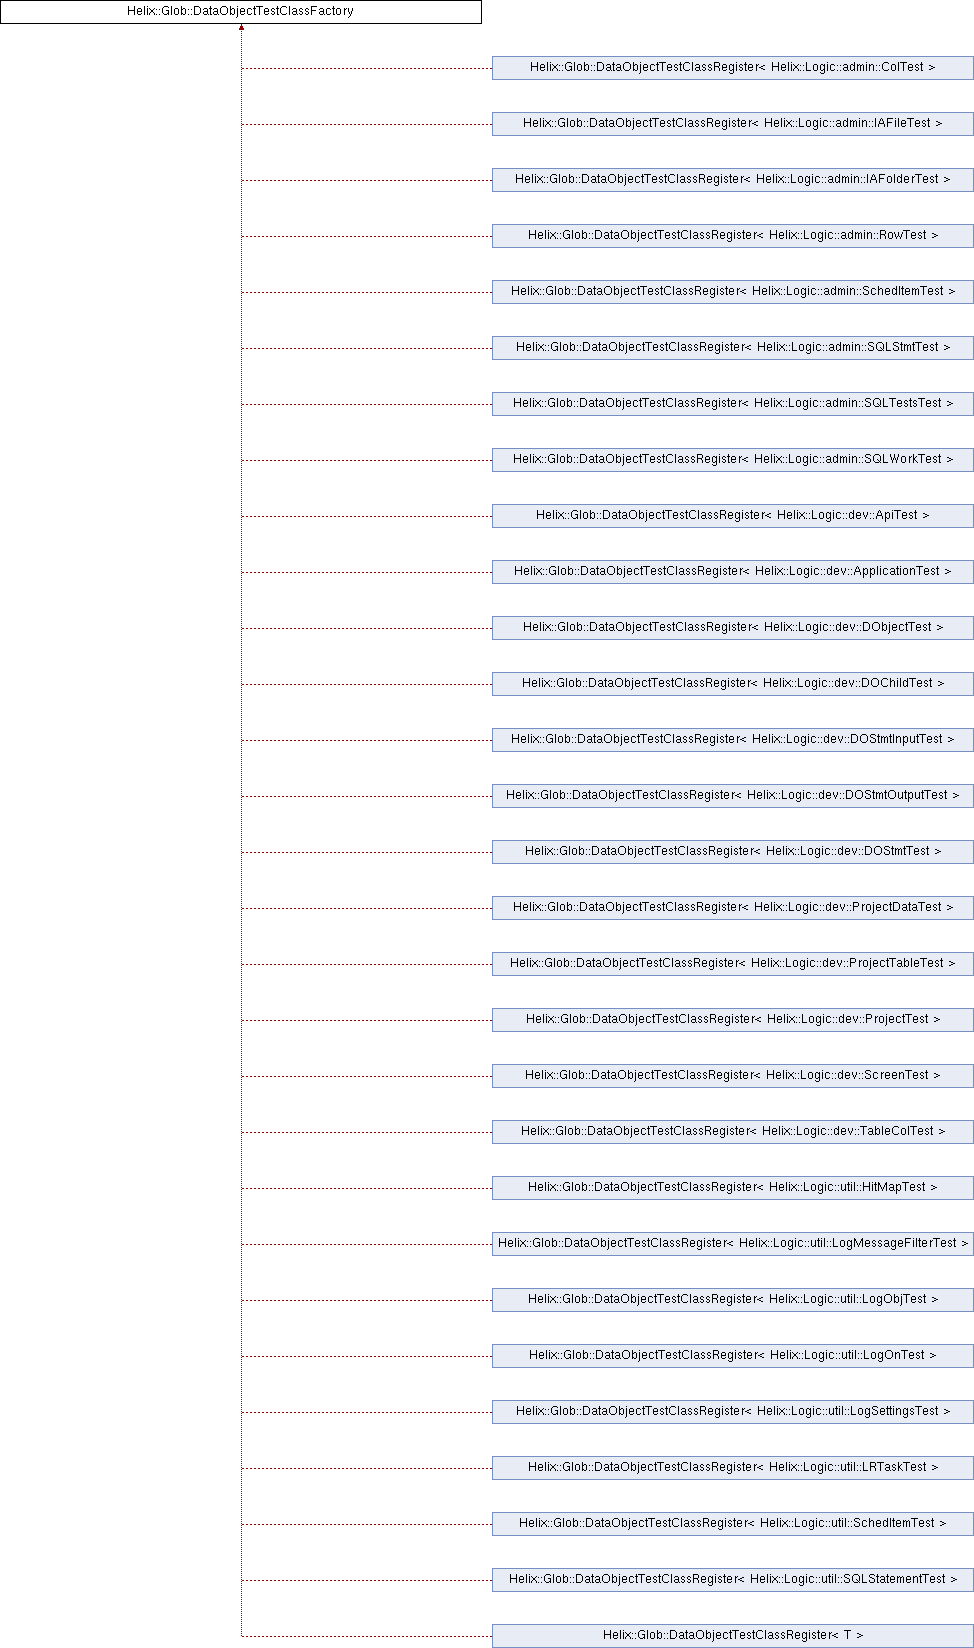 Helix::Glob::DataObjectTestClassFactory
Helix::Glob::DataObjectTestClassRegister< Helix::Logic::admin::ColTest >
Helix::Glob::DataObjectTestClassRegister< Helix::Logic::admin::IAFileTest >
Helix::Glob::DataObjectTestClassRegister< Helix::Logic::admin::IAFolderTest >
Helix::Glob::DataObjectTestClassRegister< Helix::Logic::admin::RowTest >
Helix::Glob::DataObjectTestClassRegister< Helix::Logic::admin::SchedItemTest >
Helix::Glob::DataObjectTestClassRegister< Helix::Logic::admin::SQLStmtTest >
Helix::Glob::DataObjectTestClassRegister< Helix::Logic::admin::SQLTestsTest >
Helix::Glob::DataObjectTestClassRegister< Helix::Logic::admin::SQLWorkTest >
Helix::Glob::DataObjectTestClassRegister< Helix::Logic::dev::ApiTest >
Helix::Glob::DataObjectTestClassRegister< Helix::Logic::dev::ApplicationTest >
Helix::Glob::DataObjectTestClassRegister< Helix::Logic::dev::DObjectTest >
Helix::Glob::DataObjectTestClassRegister< Helix::Logic::dev::DOChildTest >
Helix::Glob::DataObjectTestClassRegister< Helix::Logic::dev::DOStmtInputTest >
Helix::Glob::DataObjectTestClassRegister< Helix::Logic::dev::DOStmtOutputTest >
Helix::Glob::DataObjectTestClassRegister< Helix::Logic::dev::DOStmtTest >
Helix::Glob::DataObjectTestClassRegister< Helix::Logic::dev::ProjectDataTest >
Helix::Glob::DataObjectTestClassRegister< Helix::Logic::dev::ProjectTableTest >
Helix::Glob::DataObjectTestClassRegister< Helix::Logic::dev::ProjectTest >
Helix::Glob::DataObjectTestClassRegister< Helix::Logic::dev::ScreenTest >
Helix::Glob::DataObjectTestClassRegister< Helix::Logic::dev::TableColTest >
Helix::Glob::DataObjectTestClassRegister< Helix::Logic::util::HitMapTest >
Helix::Glob::DataObjectTestClassRegister< Helix::Logic::util::LogMessageFilterTest >
Helix::Glob::DataObjectTestClassRegister< Helix::Logic::util::LogObjTest >
Helix::Glob::DataObjectTestClassRegister< Helix::Logic::util::LogOnTest >
Helix::Glob::DataObjectTestClassRegister< Helix::Logic::util::LogSettingsTest >
Helix::Glob::DataObjectTestClassRegister< Helix::Logic::util::LRTaskTest >
Helix::Glob::DataObjectTestClassRegister< Helix::Logic::util::SchedItemTest >
Helix::Glob::DataObjectTestClassRegister< Helix::Logic::util::SQLStatementTest >
Helix::Glob::DataObjectTestClassRegister< T >